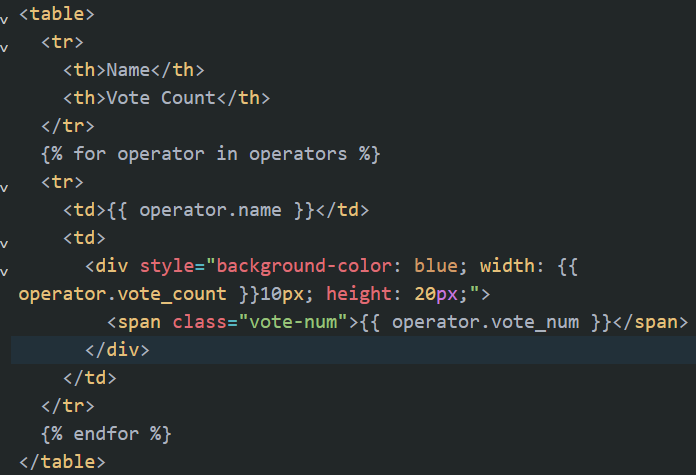 <table>
<tr>
<th>Name</th>
<th>Vote Count</th>
</tr>
{% for operator in operators %}
<tr>
<td>{{ operator.name }}</td>
<td>
<div style="background-color: blue; width: {{
operator.vote_count }}10px; height: 20px;">
<span class="vote-num">{{ operator.vote_num }}</span>
</div>
</td>
</tr>
{% endfor %}
</table>